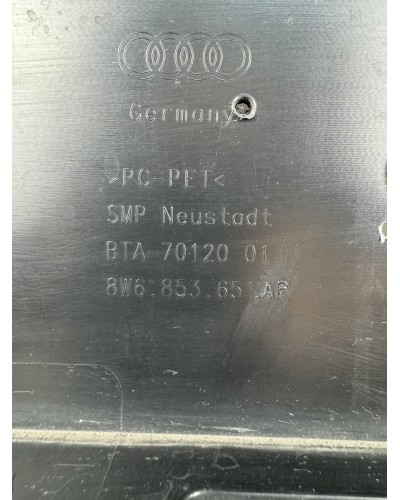 Germany
>PC-PET<
SMP Neustadt
BTA-70120 01
8W6.853.651.AF